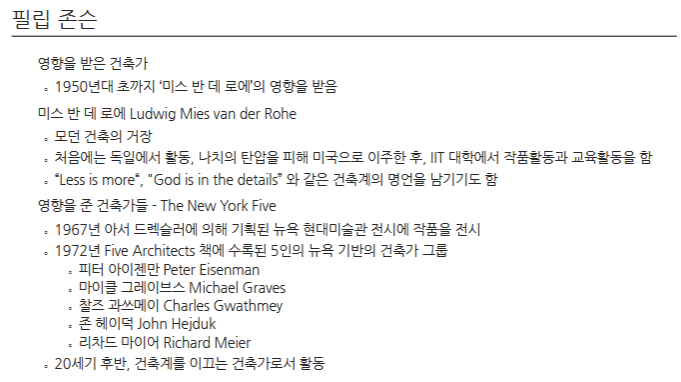 필립 존슨
영향을 받은 건축가
◦ 1950년대 초까지 ‘미스 반 데 로에’의 영향을 받음
미스 반 데 로에 Ludwig Mies van der Rohe
◦ 모던 건축의 거장
◦ 처음에는 독일에서 활동, 나치의 탄압을 피해 미국으로 이주한 후, IIT 대학에서 작품활동과 교육활동을 함
◦ “Less is more“, "God is in the details” 와 같은 건축계의 명언을 남기기도 함
영향을 준 건축가들 - The New York Five
◦ 1967년 아서 드렉슬러에 의해 기획된 뉴욕 현대미술관 전시에 작품을 전시
◦ 1972년 Five Architects 책에 수록된 5인의 뉴욕 기반의 건축가 그룹
◦ 피터 아이젠만 Peter Eisenman
◦ 마이클 그레이브스 Michael Graves
◦ 찰즈 과쓰메이 Charles Gwathmey
◦ 존 헤이덕 John Hejduk
◦ 리차드 마이어 Richard Meier
◦ 20세기 후반, 건축계를 이끄는 건축가로서 활동